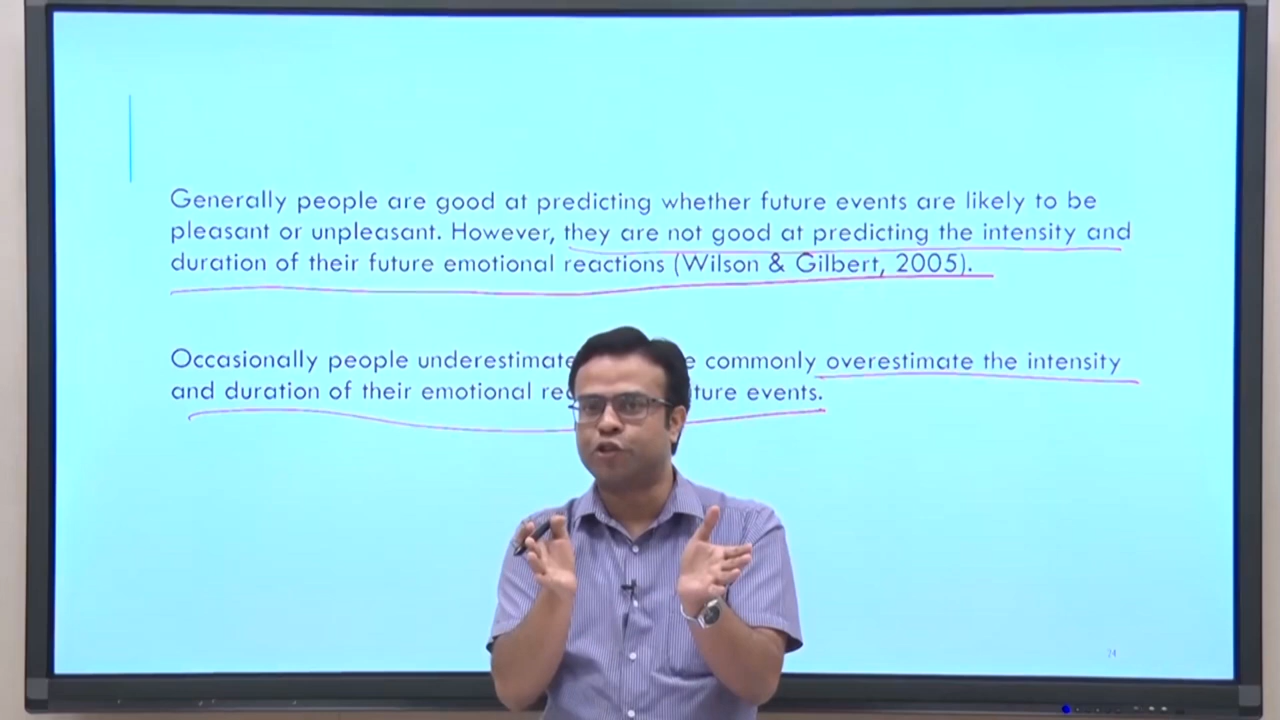 Generally people are good at predicting whether future events are likely to be
pleasant or unpleasant. However, they are not good at predicting the intensity and
duration of their future emotional reactions (Wilson & Gilbert, 2005).
Occasionally people underestimate commonly overestimate the intensity
and duration of their emotional events.
24